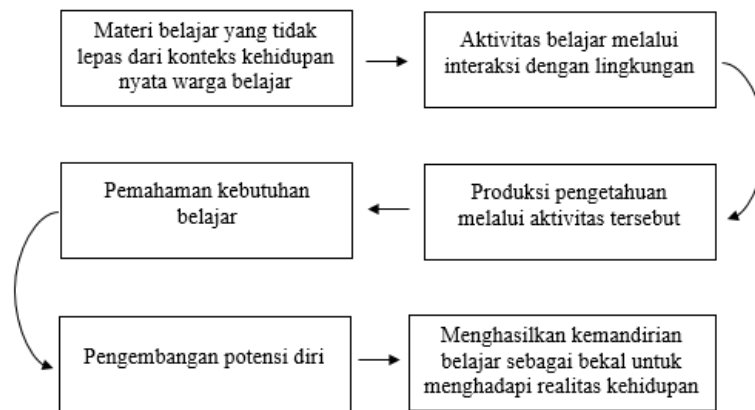 Materi belajar yang tidak
lepas dari konteks kehidupan
nyata warga belajar
Aktivitas belajar melalui
interaksi dengan lingkungan
Produksi pengetahuan
melalui aktivitas tersebut
Pemahaman kebutuhan
belajar
Pengembangan potensi diri
Menghasilkan kemandirian
belajar sebagai bekal untuk
menghadapi realitas kehidupan